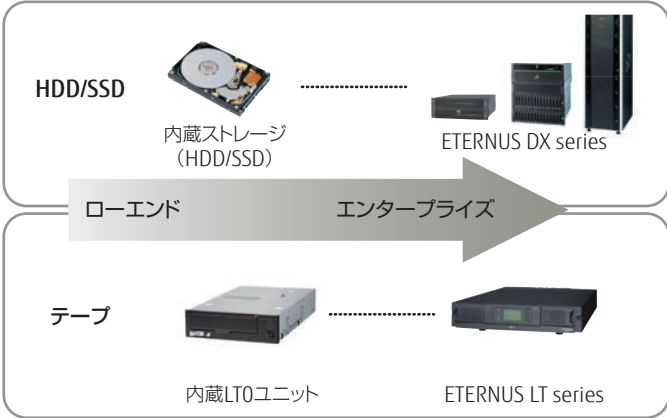 HDD/SSD
内蔵ストレージ
（HDD/SSD）
ETERNUS DX series
ローエンド
エンタープライズ
テープ
内蔵LTOユニット
ETERNUS LT series